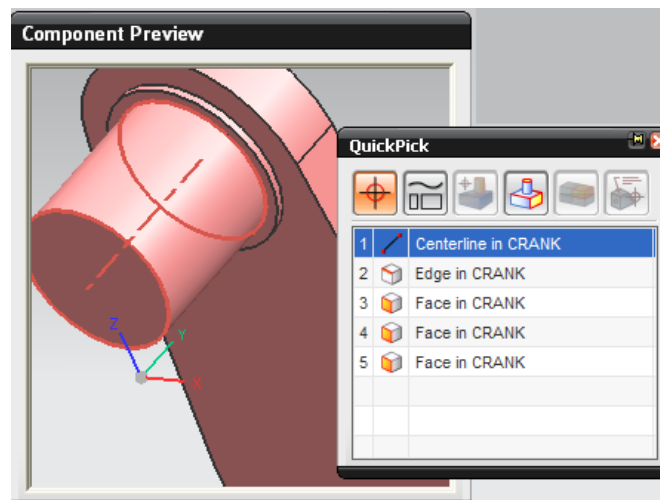 Component Preview
QuickPick
1 Centerline in CRANK
2 Edge in CRANK
3 Face in CRANK
4 Face in CRANK
5 Face in CRANK
Z
Y
X